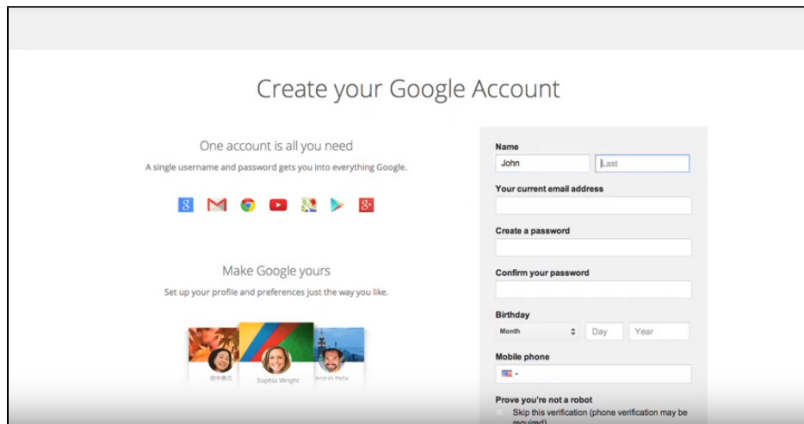 Create your Google Account
One account is all you need
A single username and password gets you into everything Google.
Make Google yours
Set up your profile and preferences just the way you like.
Sophia Wright
Andrés Peña
Name
John
Last
Your current email address
Create a password
Confirm your password
Birthday
Month
Day
Year
Mobile phone
Prove you're not a robot
Skip this verification (phone verification may be
required)